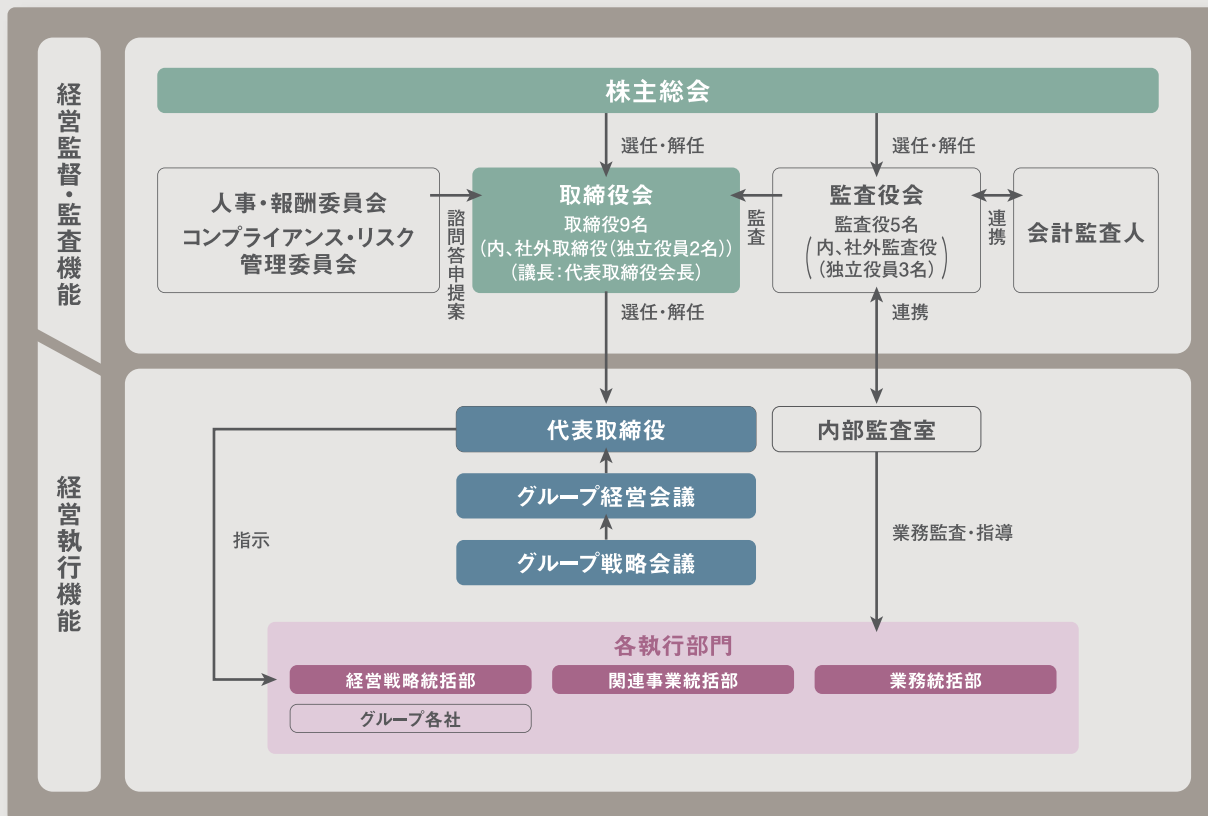 経営監督・監査機能
株主総会
選任・解任
選任・解任
人事・報酬委員会
コンプライアンス・リスク
管理委員会
諮問答申提案
取締役会
取締役9名
(内、社外取締役(独立役員2名))
(議長:代表取締役会長)
監査
監査役会
監査役5名
(内、社外監査役
(独立役員3名))
連携
会計監査人
選任・解任
連携
経営執行機能
代表取締役
内部監査室
グループ経営会議
指示
業務監査・指導
グループ戦略会議
各執行部門
経営戦略統括部
関連事業統括部
業務統括部
グループ各社